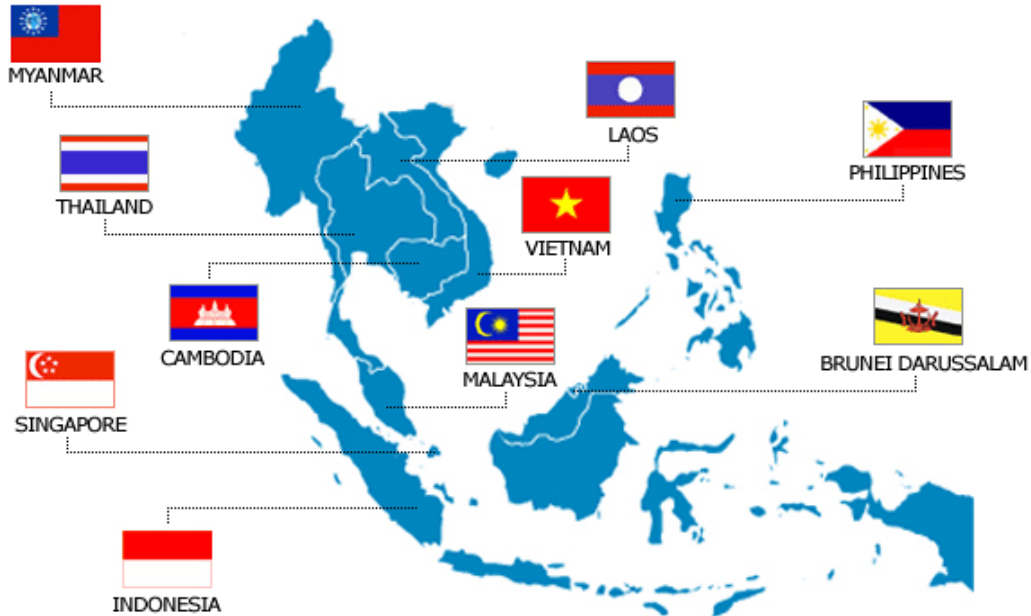 MYANMAR
LAOS
PHILIPPINES
THAILAND
VIETNAM
CAMBODIA
MALAYSIA
BRUNEI DARUSSALAM
SINGAPORE
INDONESIA